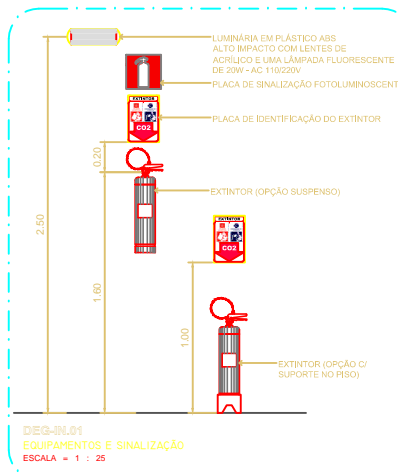 LUMINÁRIA EM PLÁSTICO ABS
ALTO IMPACTO COM LENTES DE
ACRÍLICO E UMA LÂMPADA FLUORESCENTE
DE 20W - AC 110/220V
PLACA DE SINALIZAÇÃO FOTOLUMINOSCENT
EXTINTOR
CO2
PLACA DE IDENTIFICAÇÃO DO EXTÍNTOR
0.20
2.50
EXTINTOR (OPÇÃO SUSPENSO)
EXTINTOR
CO2
1.60
1.00
EXTINTOR (OPÇÃO C/
SUPORTE NO PISO)
DEG-IN.01
EQUIPAMENTOS E SINALIZAÇÃO
ESCALA = 1 : 25